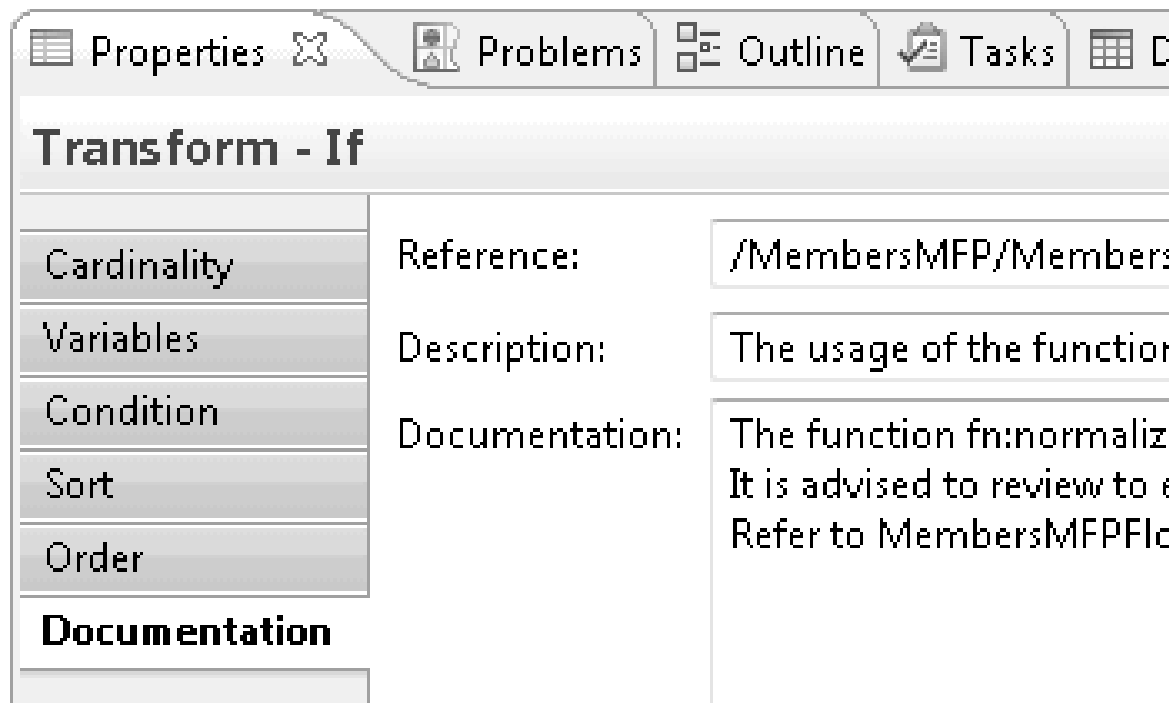 Properties Problems Outline Tasks D
Transform - If
Cardinality
Variables
Condition
Sort
Order
Documentation
Reference: /MembersMFP/Members
Description: The usage of the function
Documentation: The function fn:normaliz
It is advised to review to e
Refer to MembersMFPFlo